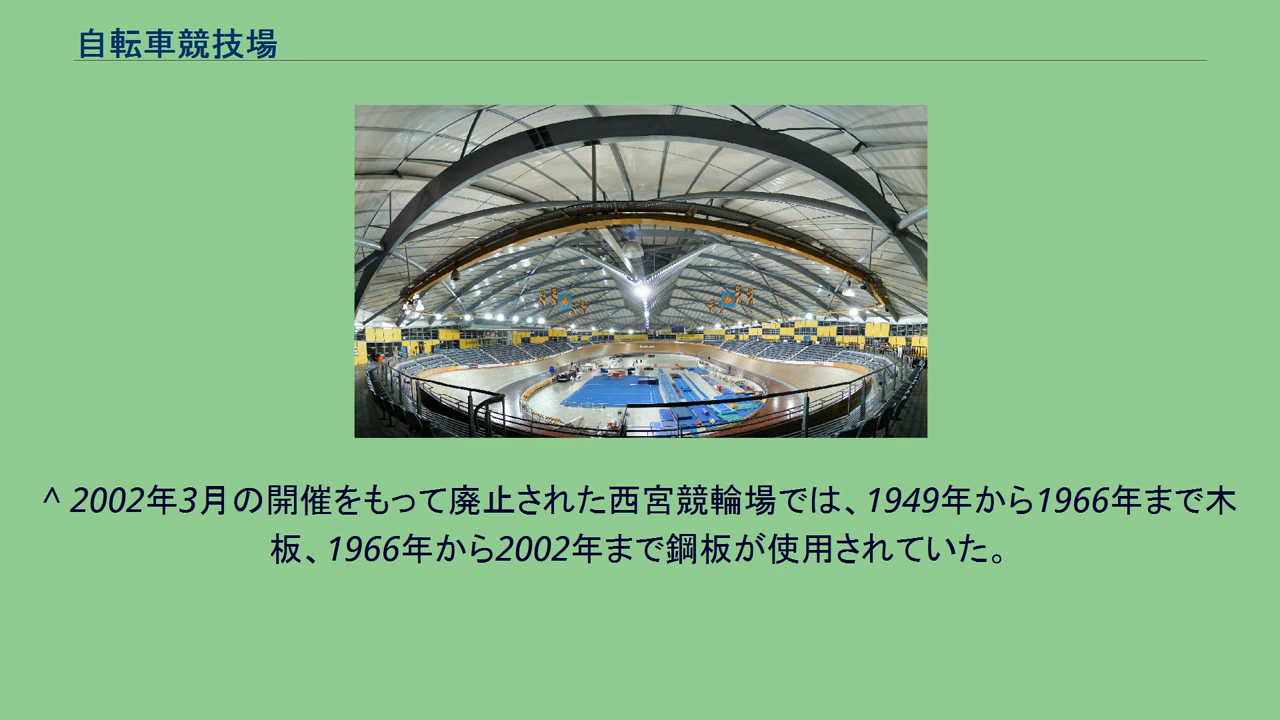 自転車競技場
^ 2002年3月の開催をもって廃止された西宮競輪場では、1949年から1966年まで木
板、1966年から2002年まで鋼板が使用されていた。